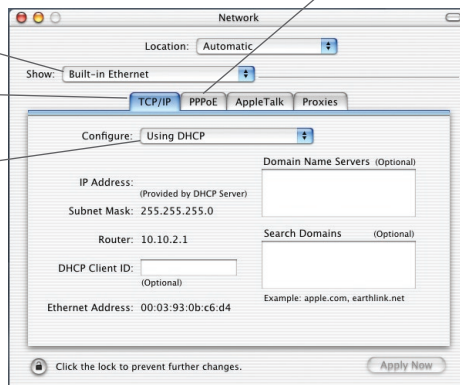 Network
Location: Automatic
Show: Built-in Ethernet
TCP/IP PPPoE AppleTalk Proxies
Configure: Using DHCP
Domain Name Servers (Optional)
IP Address:
(Provided by DHCP Server)
Subnet Mask: 255.255.255.0
Router: 10.10.2.1
Search Domains (Optional)
DHCP Client ID:
(Optional)
Example: apple.com, earthlink.net
Ethernet Address: 00:03:93:0b:c6:d4
Click the lock to prevent further changes.
Apply Now